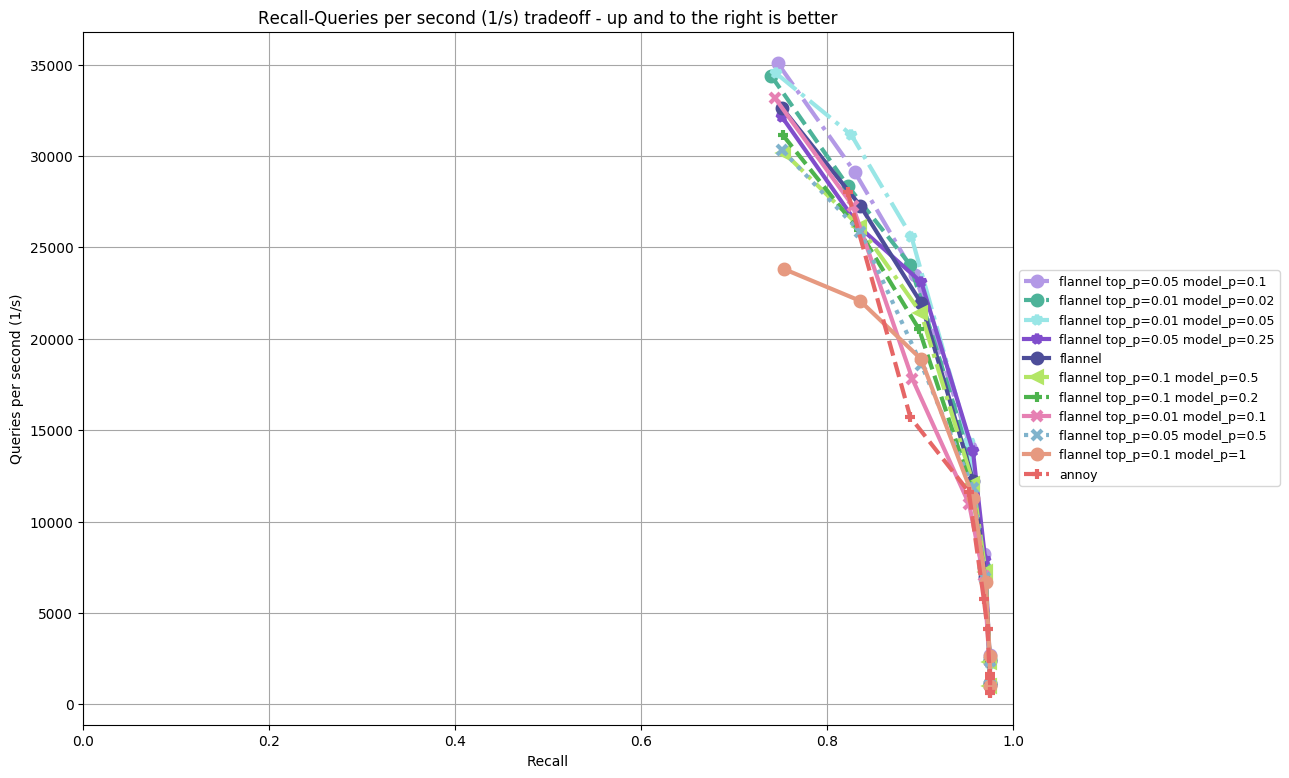 Recall-Queries per second (1/s) tradeoff - up and to the right is better
35000
30000
25000
20000
15000
10000
5000
0
Queries per second (1/s)
0.0 0.2 0.4 0.6 0.8 1.0
Recall
flannel top_p=0.05 model_p=0.1
flannel top_p=0.01 model_p=0.02
flannel top_p=0.01 model_p=0.05
flannel top_p=0.05 model_p=0.25
flannel
flannel top_p=0.1 model_p=0.5
flannel top_p=0.1 model_p=0.2
flannel top_p=0.01 model_p=0.1
flannel top_p=0.05 model_p=0.5
flannel top_p=0.1 model_p=1
annoy